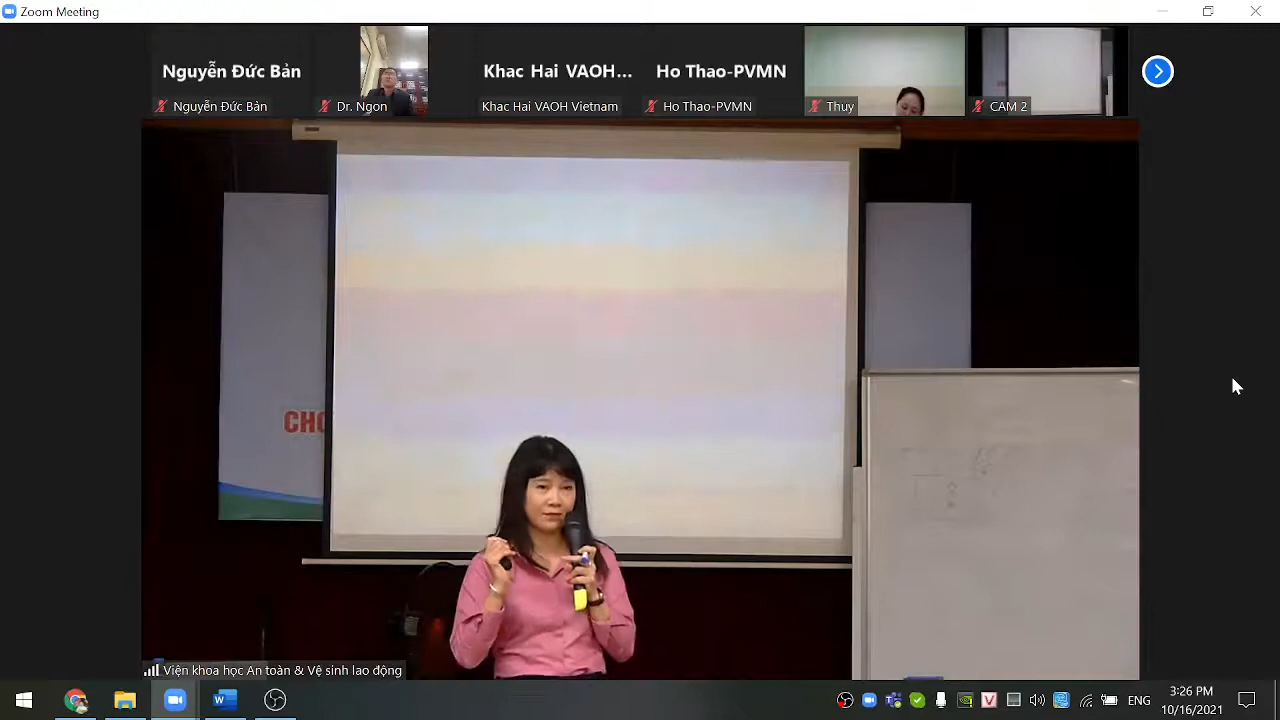 Zoom Meeting
Nguyễn Đức Bản
Khac Hai VAOH...
Ho Thao-PVMN
Nguyễn Đức Bản
Dr. Ngon
Khac Hai VAOH Vietnam
Ho Thao-PVMN
Thuy
CAM 2
CHO
Viện khoa học An toàn & Vệ sinh lao động
ENG
3:26 PM
10/16/2021